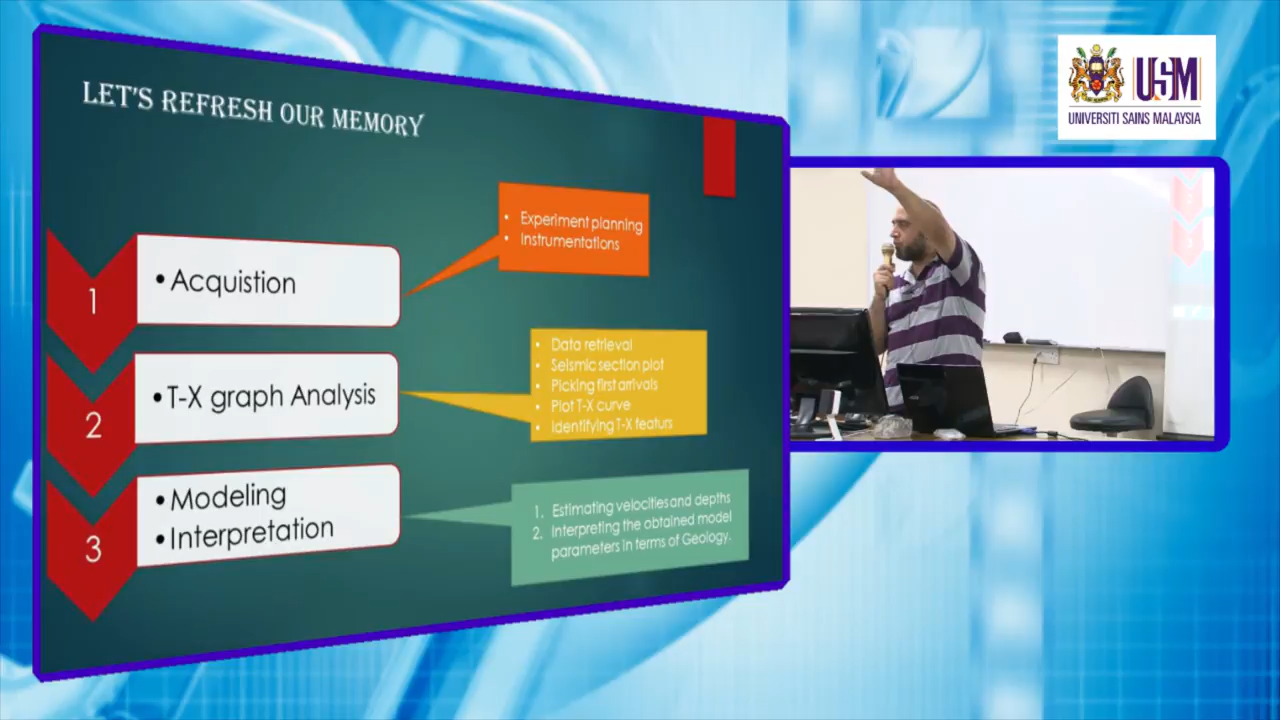 LET'S REFRESH OUR MEMORY
1
• Acquistion
• Experiment planning
• Instrumentations
2
• T-X graph Analysis
• Data retrieval
• Seismic section plot
• Picking first arrivals
• Plot T-X curve
• Identifying T-X featurs
3
• Modeling
• Interpretation
1. Estimating velocities and depths
2. Interpreting the obtained model
parameters in terms of Geology.
USM
UNIVERSITI SAINS MALAYSIA